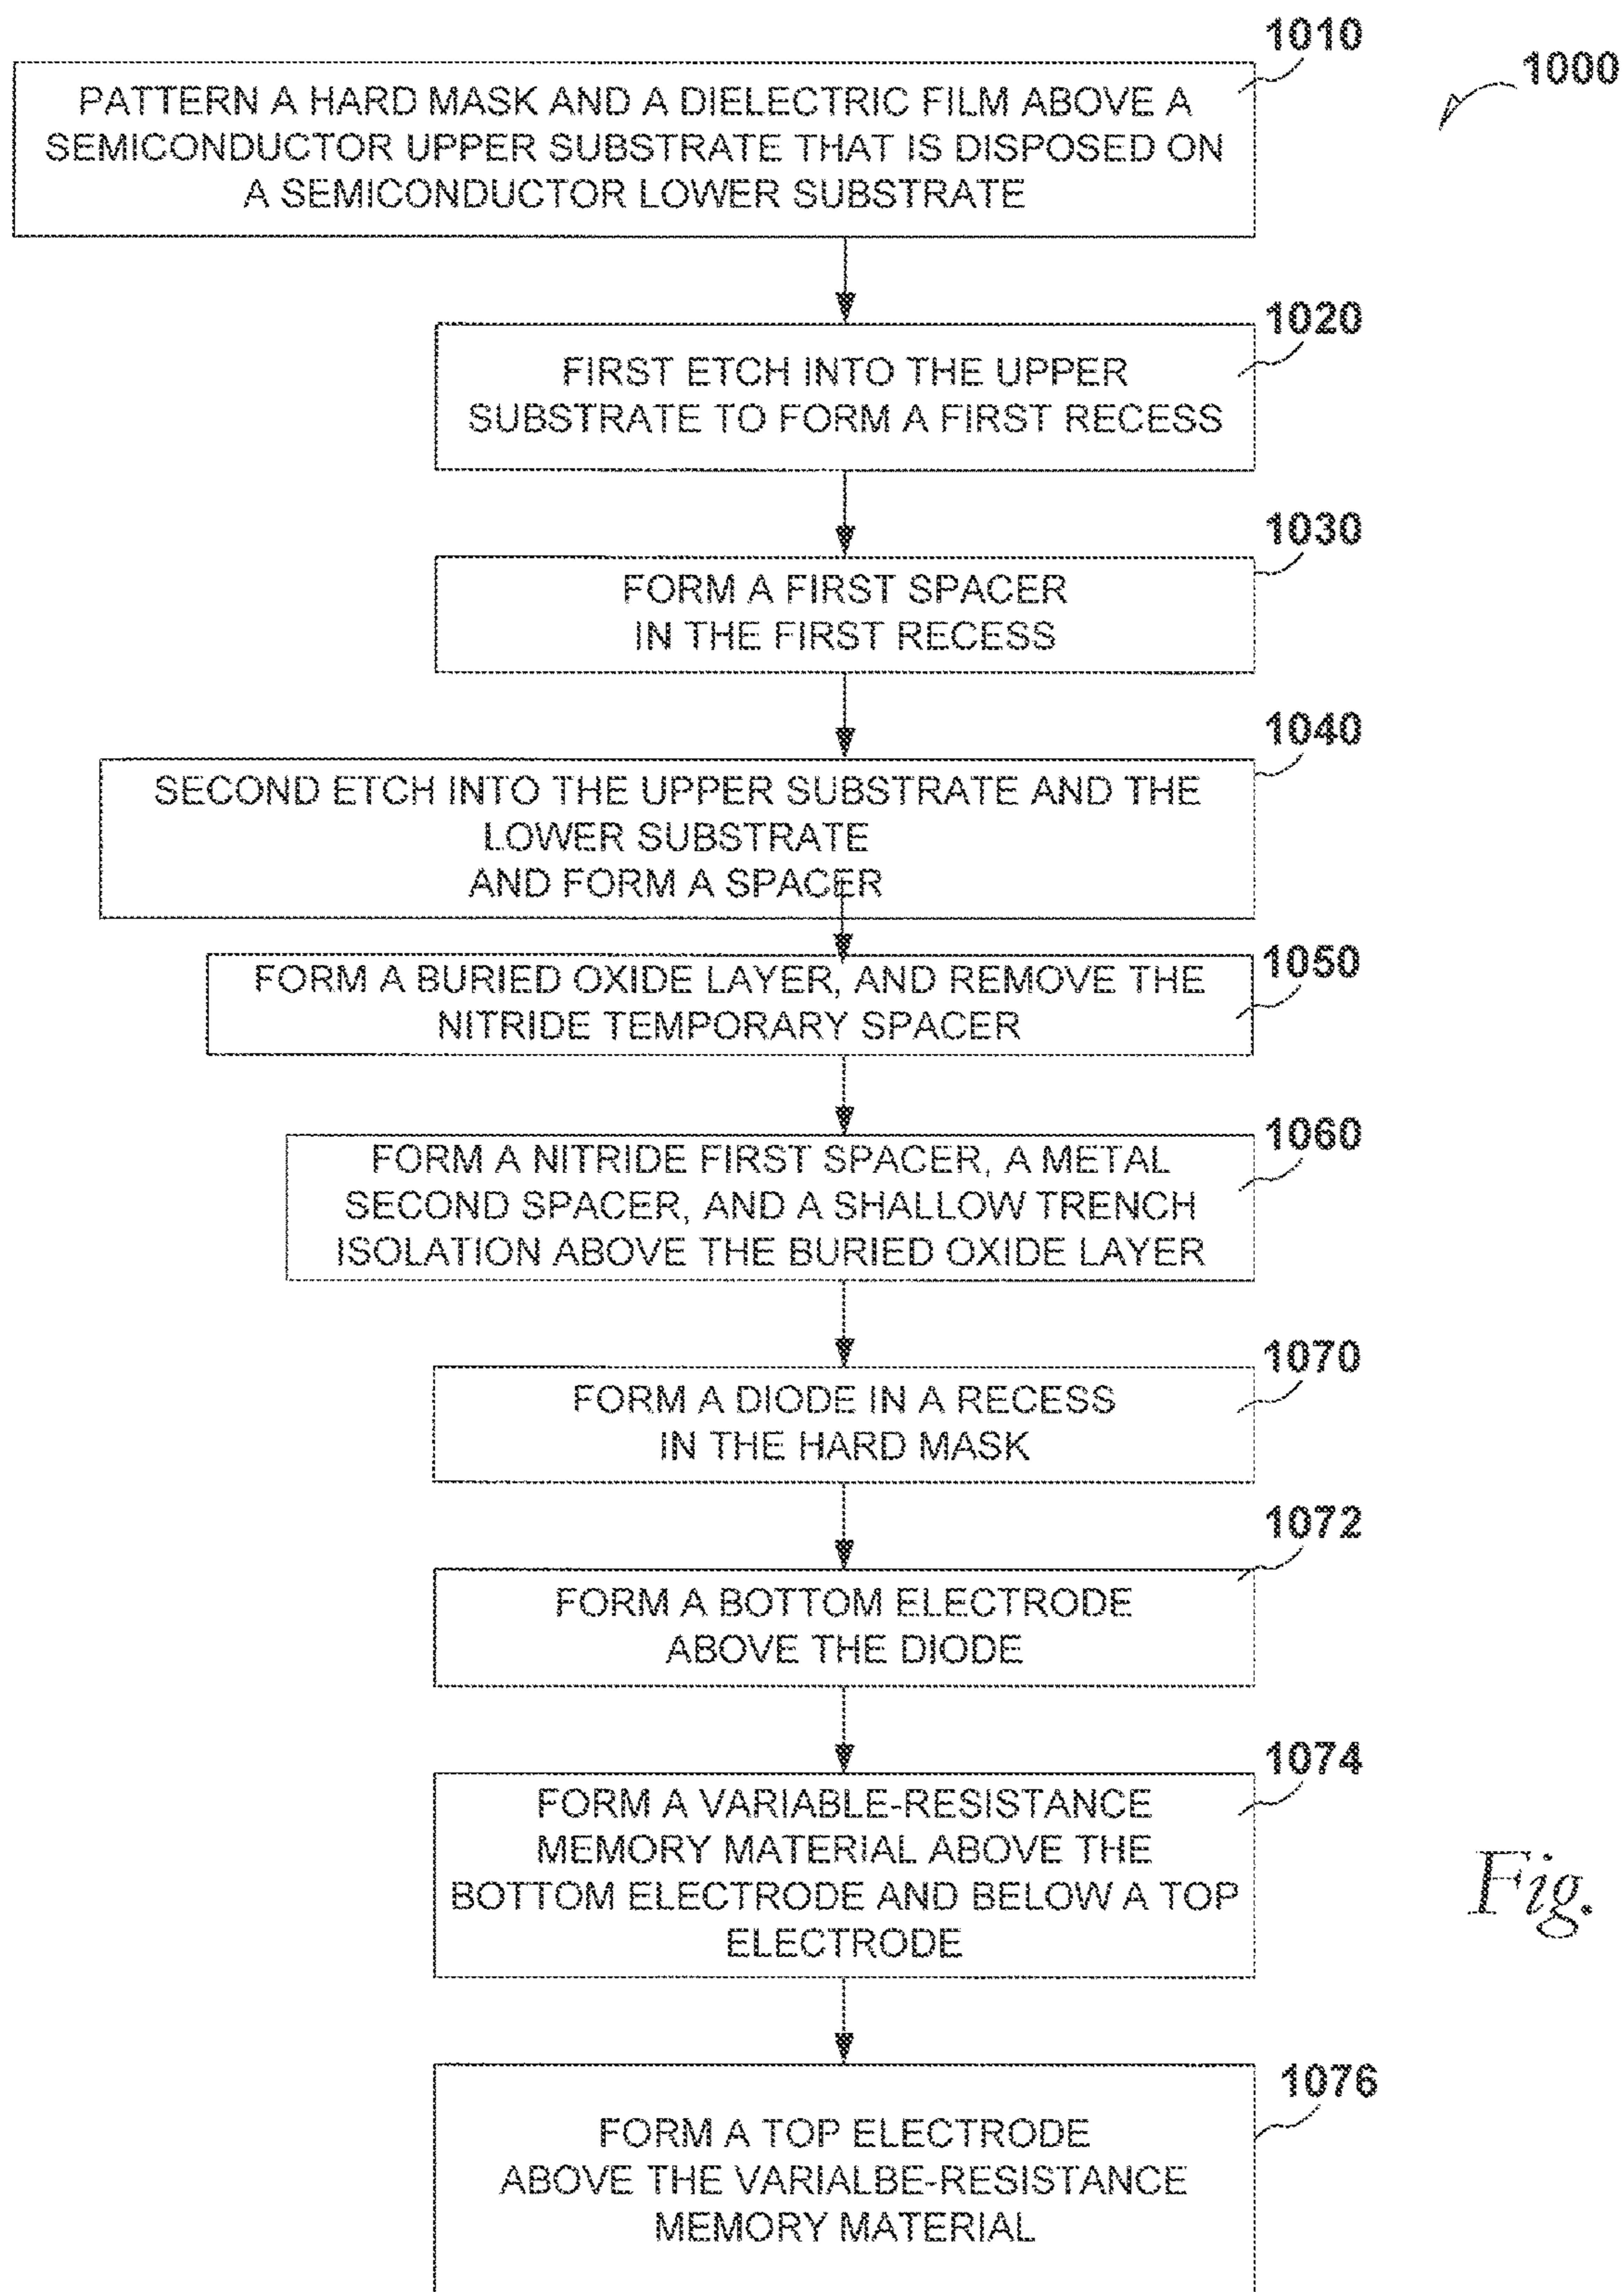 1010
1000
PATTERN A HARD MASK AND A DIELECTRIC FILM ABOVE A
SEMICONDUCTOR UPPER SUBSTRATE THAT IS DISPOSED ON
A SEMICONDUCTOR LOWER SUBSTRATE
1020
FIRST ETCH INTO THE UPPER
SUBSTRATE TO FORM A FIRST RECESS
1030
FORM A FIRST SPACER
IN THE FIRST RECESS
1040
SECOND ETCH INTO THE UPPER SUBSTRATE AND THE
LOWER SUBSTRATE
AND FORM A SPACER
1050
FORM A BURIED OXIDE LAYER, AND REMOVE THE
NITRIDE TEMPORARY SPACER
1060
FORM A NITRIDE FIRST SPACER, A METAL
SECOND SPACER, AND A SHALLOW TRENCH
ISOLATION ABOVE THE BURIED OXIDE LAYER
1070
FORM A DIODE IN A RECESS
IN THE HARD MASK
1072
FORM A BOTTOM ELECTRODE
ABOVE THE DIODE
1074
FORM A VARIABLE-RESISTANCE
MEMORY MATERIAL ABOVE THE
BOTTOM ELECTRODE AND BELOW A TOP
ELECTRODE
Fig.
1076
FORM A TOP ELECTRODE
ABOVE THE VARIALBE-RESISTANCE
MEMORY MATERIAL